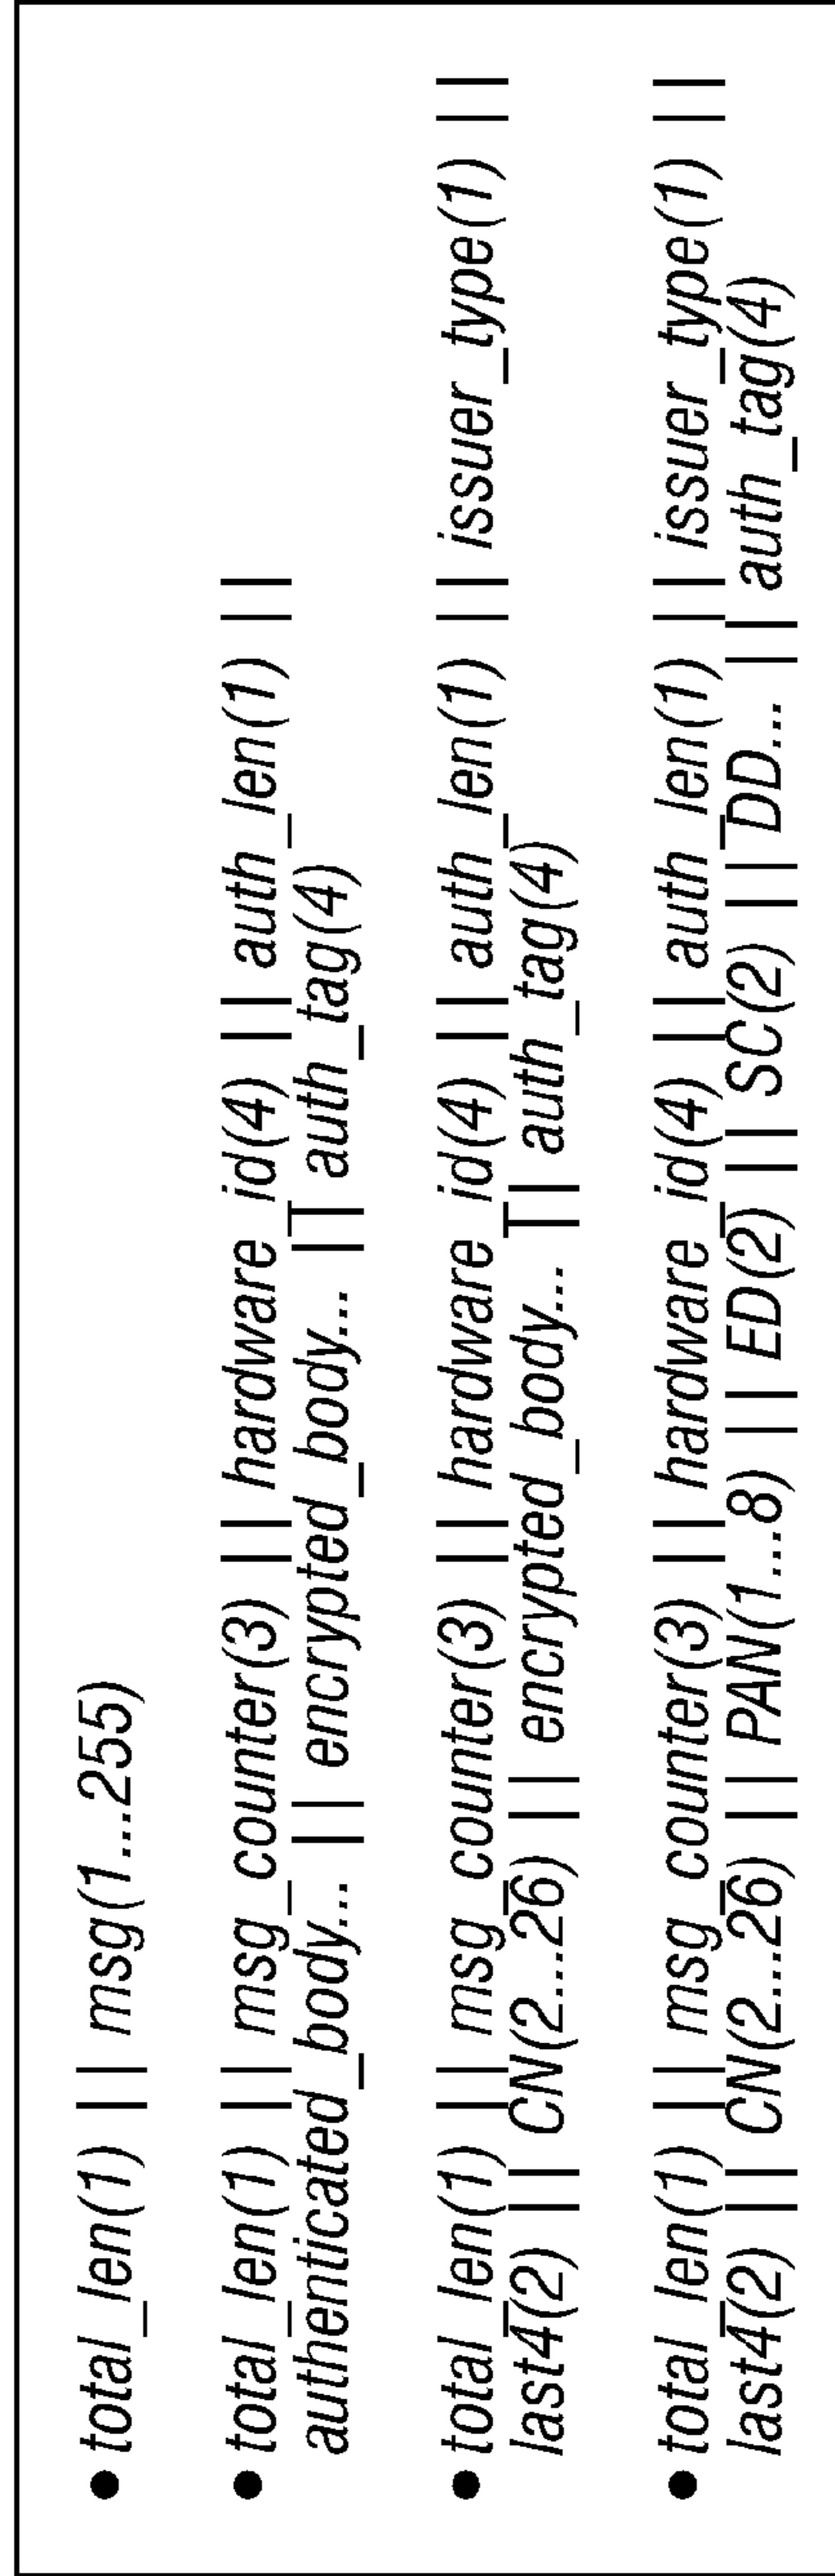 • total_len(1) || msg(1...255)
• total_len(1) || msg_counter(3) || hardware_id(4) || auth_len(1) ||
authenticated_body... || encrypted_body... || auth_tag(4)
• total_len(1) || msg_counter(3) || hardware_id(4) || auth_len(1) || issuer_type(1) ||
last4(2) || CN(2...26) || encrypted_body... || auth_tag(4)
• total_len(1) || msg_counter(3) || hardware_id(4) || auth_len(1) || issuer_type(1) ||
last4(2) || CN(2...26) || PAN(1...8) || ED(2) || SC(2) || DD... || auth_tag(4)